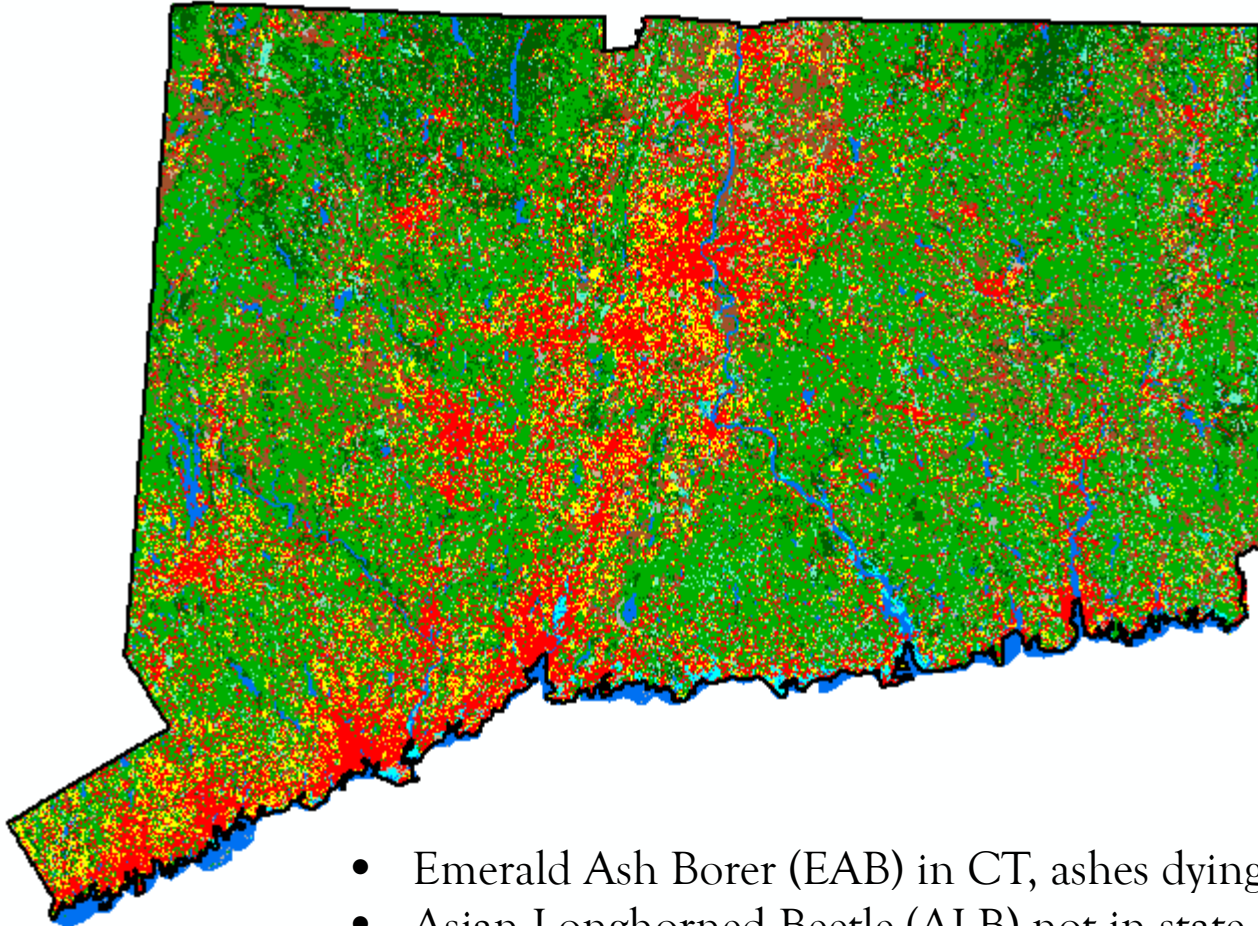 • Emerald Ash Borer (EAB) in CT, ashes dying
• Asian Longhorned Beetle (ALB) not in state